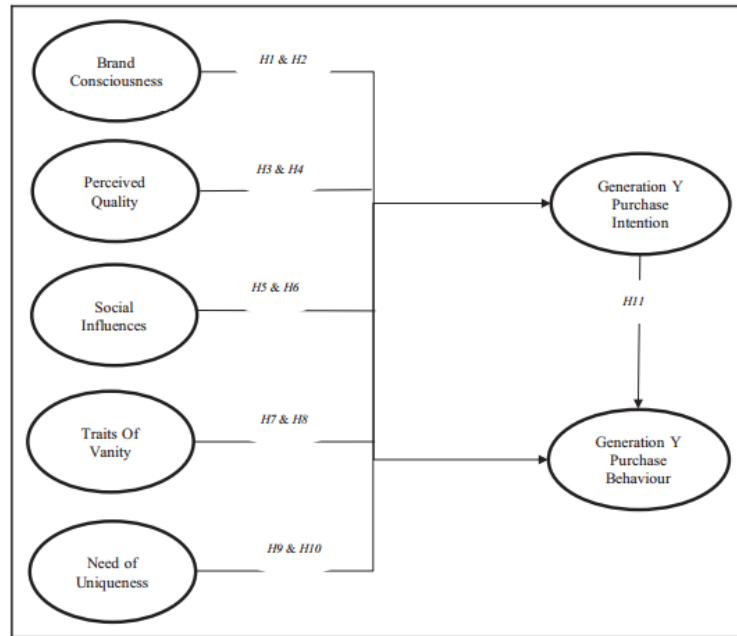 Brand
Consciousness
H1 & H2
Perceived
Quality
H3 & H4
Generation Y
Purchase
Intention
Social
Influences
H5 & H6
H11
Traits Of
Vanity
H7 & H8
Generation Y
Purchase
Behaviour
Need of
Uniqueness
H9 & H10